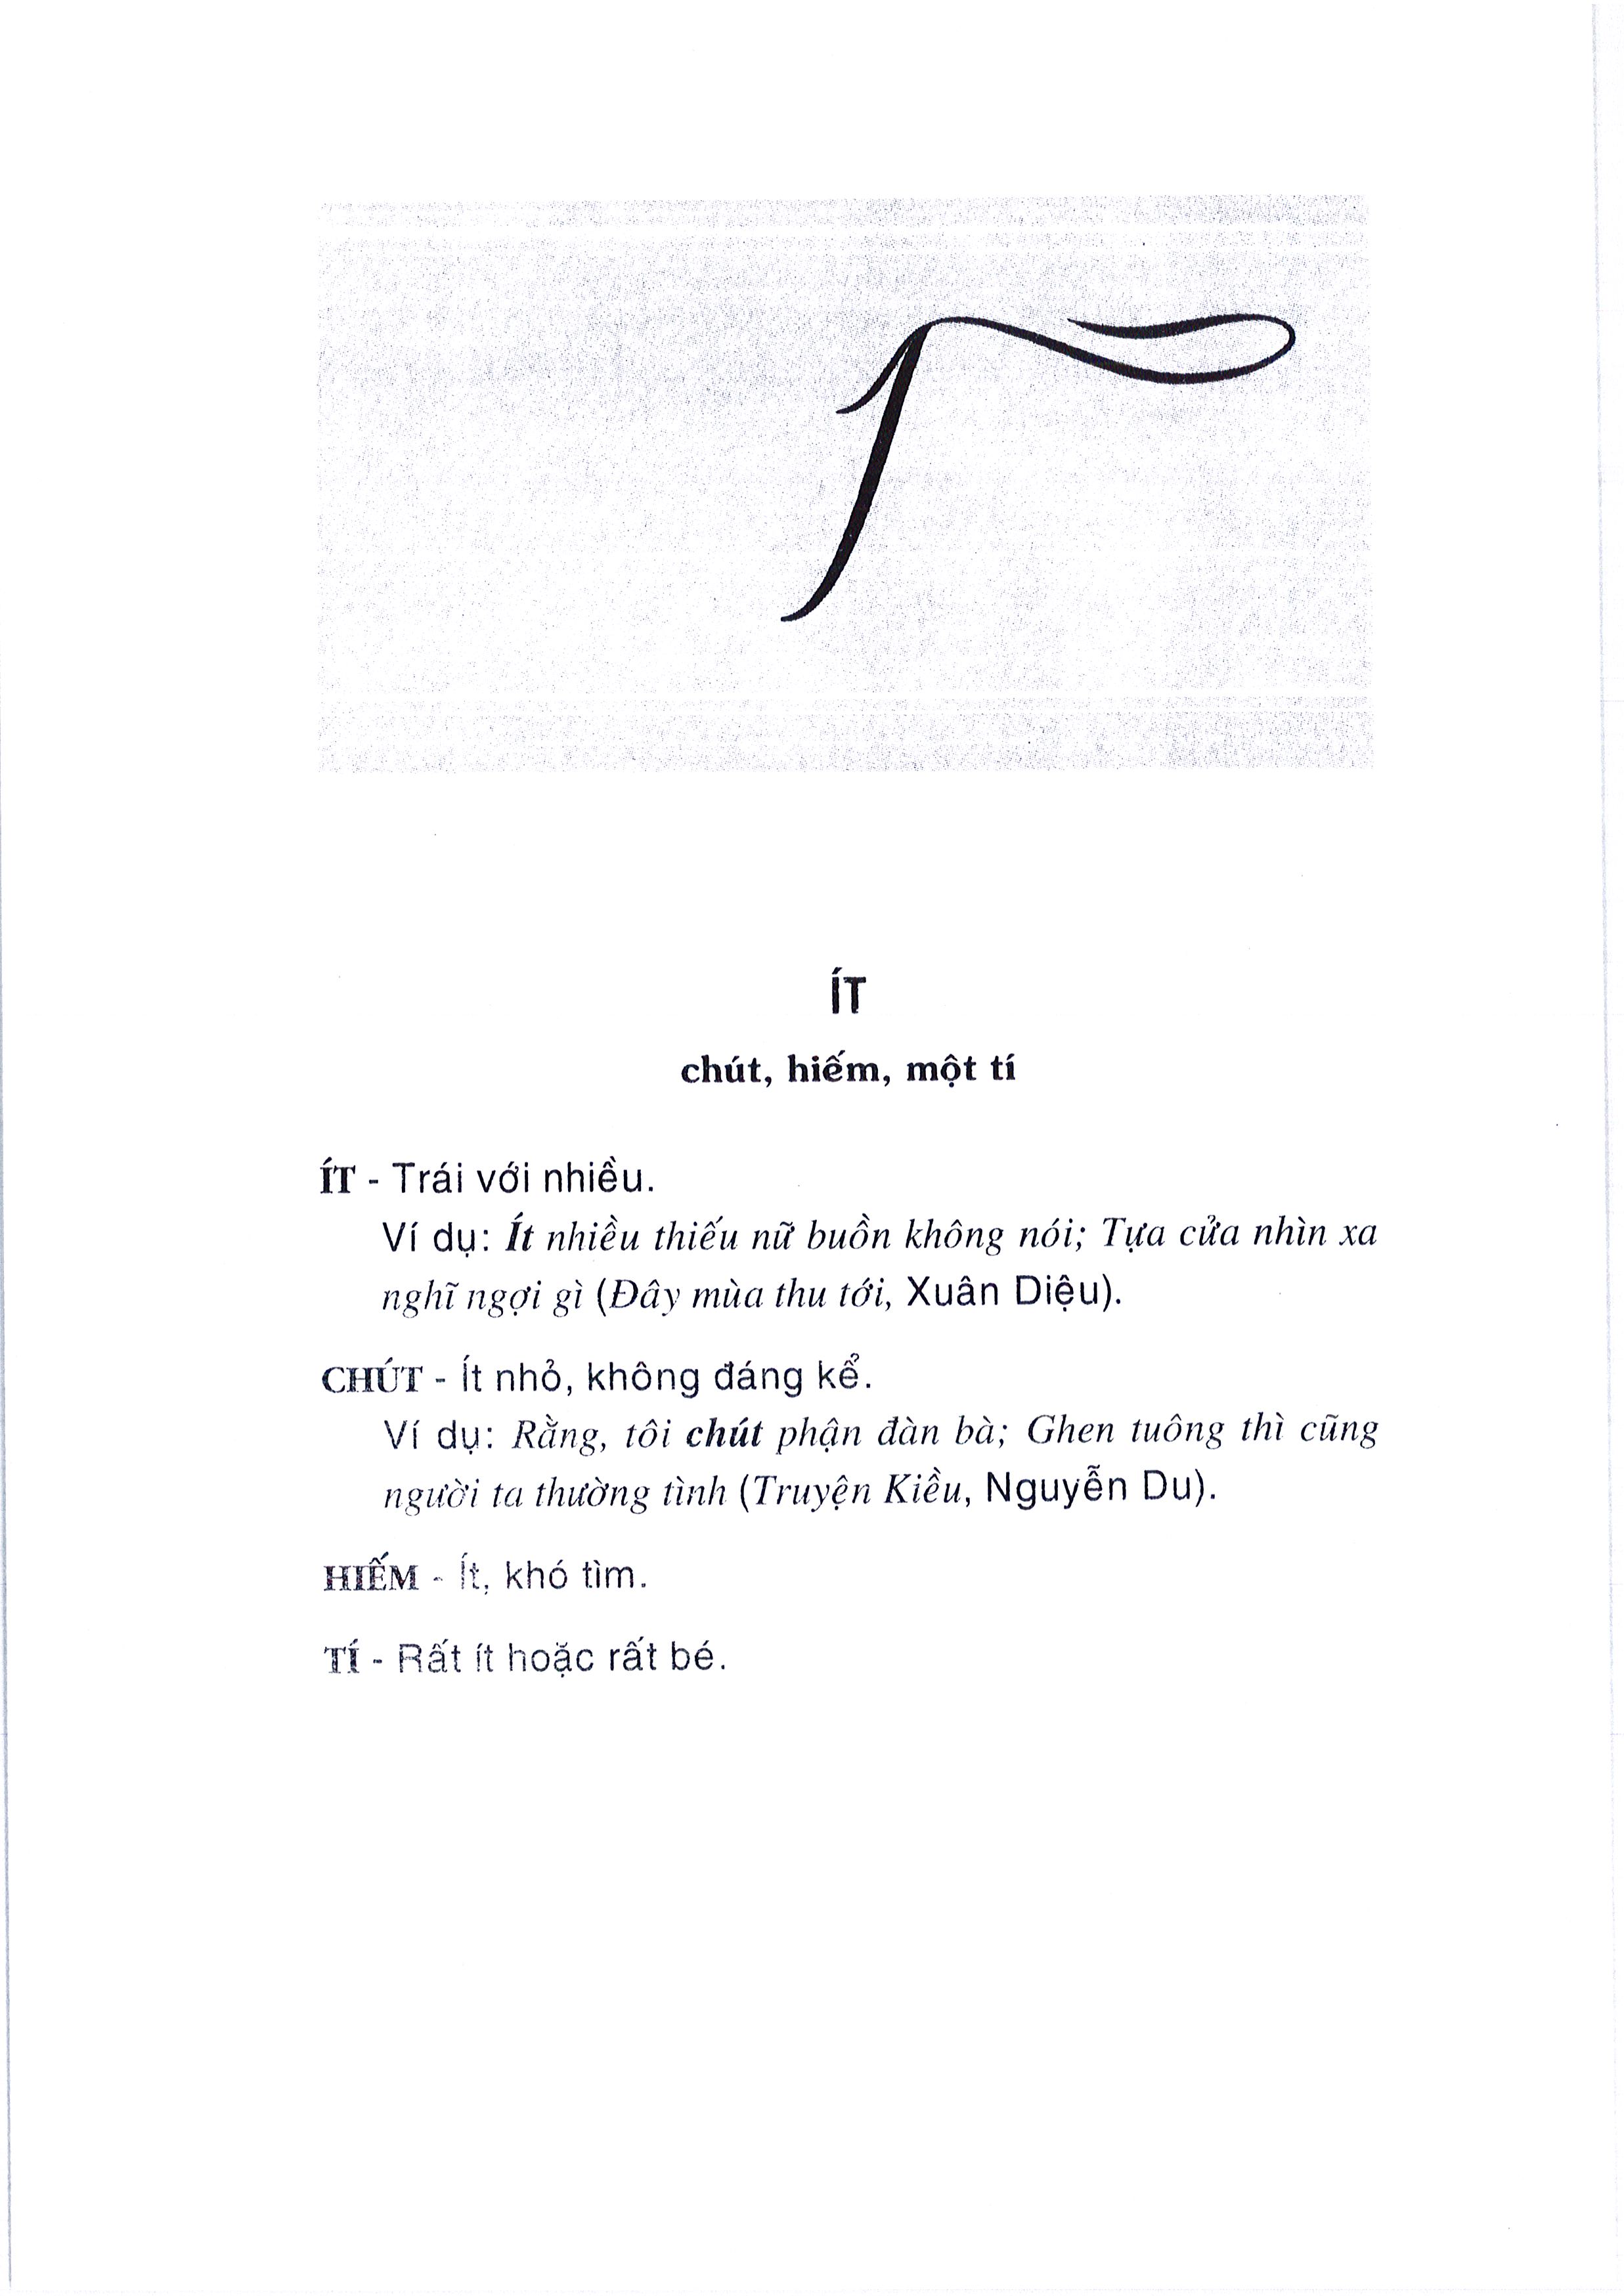 ÍT
chút, hiếm, một tí
ÍT - Trái với nhiều.
Ví dụ: Ít nhiều thiếu nữ buồn không nói; Tựa cửa nhìn xa
nghĩ ngợi gì (Đây mùa thu tới, Xuân Diệu).
CHÚT - Ít nhỏ, không đáng kể.
Ví dụ: Rằng, tôi chút phận đàn bà; Ghen tuông thì cũng
người ta thường tình (Truyện Kiều, Nguyễn Du).
HIẾM - Ít, khó tìm.
TÍ - Rất ít hoặc rất bé.